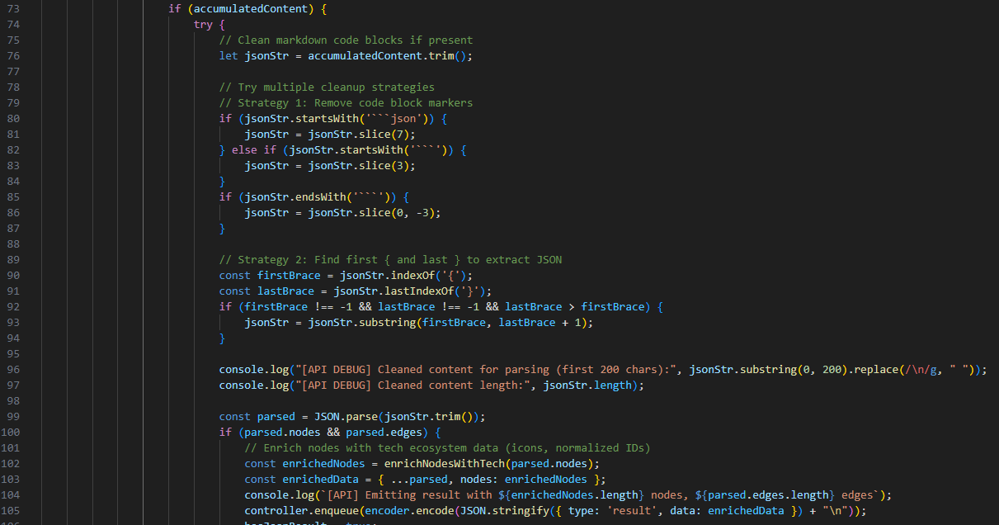 73 if (accumulatedContent) {
74 try {
75 // Clean markdown code blocks if present
76 let jsonStr = accumulatedContent.trim();
77
78 // Try multiple cleanup strategies
79 // Strategy 1: Remove code block markers
80 if (jsonStr.startsWith('```json')) {
81 jsonStr = jsonStr.slice(7);
82 } else if (jsonStr.startsWith('```')) {
83 jsonStr = jsonStr.slice(3);
84 }
85 if (jsonStr.endsWith('```')) {
86 jsonStr = jsonStr.slice(0, -3);
87 }
88
89 // Strategy 2: Find first { and last } to extract JSON
90 const firstBrace = jsonStr.indexOf('{');
91 const lastBrace = jsonStr.lastIndexOf('}');
92 if (firstBrace !== -1 && lastBrace !== -1 && lastBrace > firstBrace) {
93 jsonStr = jsonStr.substring(firstBrace, lastBrace + 1);
94 }
95
96 console.log("[API DEBUG] Cleaned content for parsing (first 200 chars):", jsonStr.substring(0, 200).replace(/\n/g, " "));
97 console.log("[API DEBUG] Cleaned content length:", jsonStr.length);
98
99 const parsed = JSON.parse(jsonStr.trim());
100 if (parsed.nodes && parsed.edges) {
101 // Enrich nodes with tech ecosystem data (icons, normalized IDs)
102 const enrichedNodes = enrichNodesWithTech(parsed.nodes);
103 const enrichedData = { ...parsed, nodes: enrichedNodes };
104 console.log(`[API] Emitting result with ${enrichedNodes.length} nodes, ${parsed.edges.length} edges`);
105 controller.enqueue(encoder.encode(JSON.stringify({ type: 'result', data: enrichedData }) + "\n"));